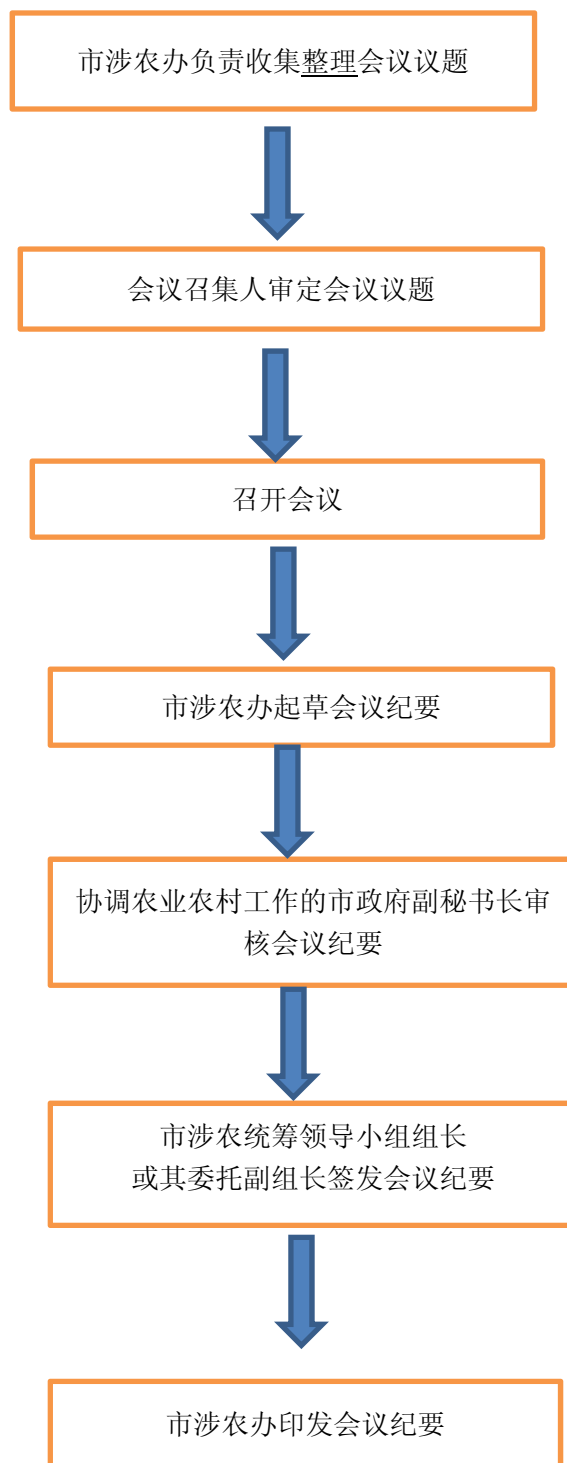 市涉农办负责收集整理会议议题
会议召集人审定会议议题
召开会议
市涉农办起草会议纪要
协调农业农村工作的市政府副秘书长审
核会议纪要
市涉农统筹领导小组组长
或其委托副组长签发会议纪要
市涉农办印发会议纪要